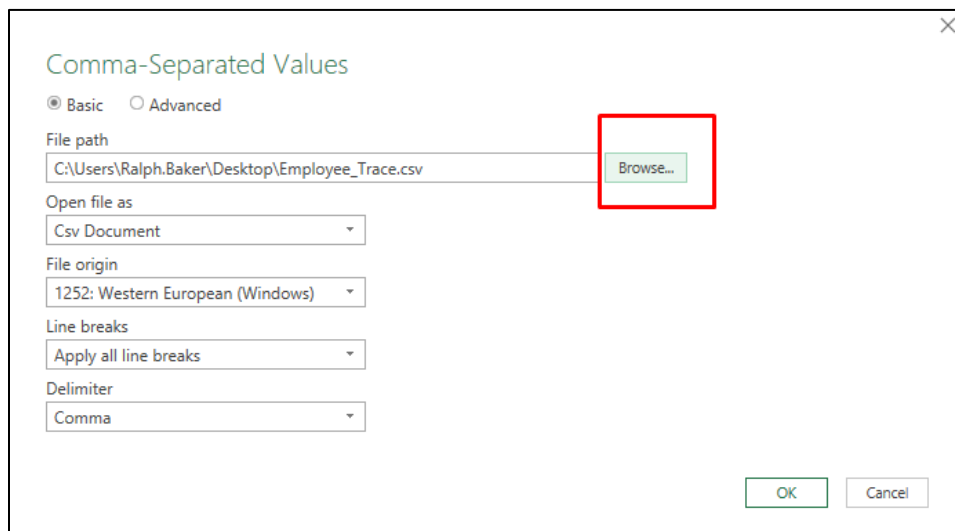 Comma-Separated Values
Basic Advanced
File path
C:\Users\Ralph.Baker\Desktop\Employee_Trace.csv Browse...
Open file as
Csv Document
File origin
1252: Western European (Windows)
Line breaks
Apply all line breaks
Delimiter
Comma
OK Cancel